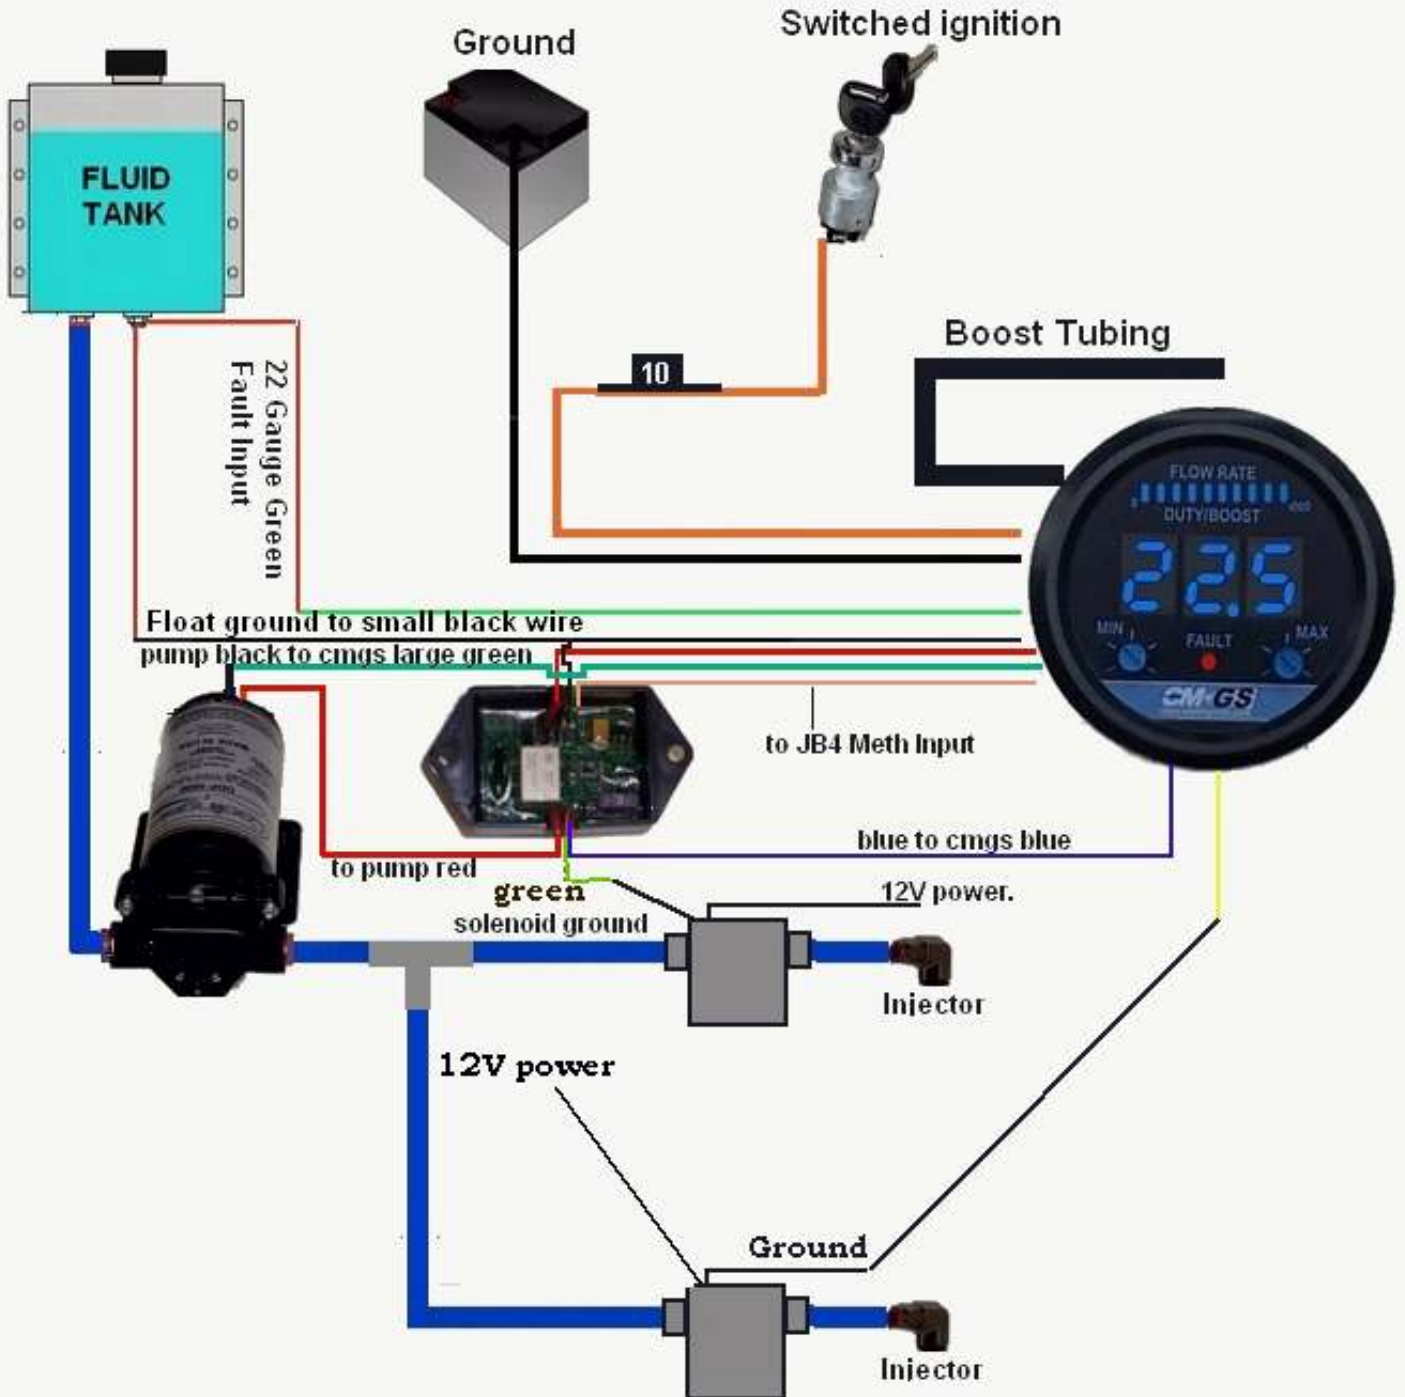 Ground
Switched ignition
FLUID
TANK
10
Boost Tubing
22 Gauge Green
Fault Input
FLOW RATE
DUTY/BOOST
22.5
MIN
FAULT
MAX
CM•GS
Float ground to small black wire
pump black to cmgs large green
to JB4 Meth Input
blue to cmgs blue
to pump red
green
solenoid ground
12V power.
Injector
12V power
Ground
Injector